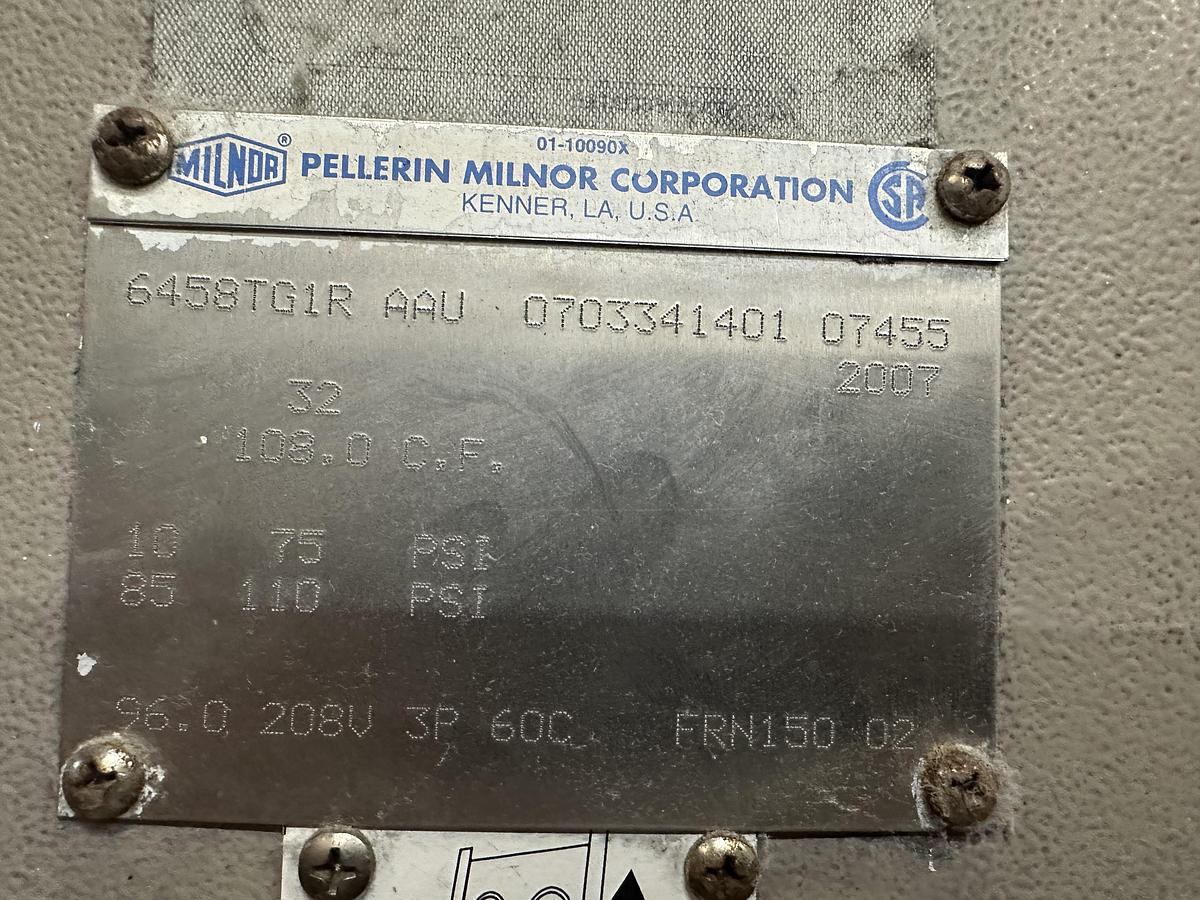 01-10090X
MILNOR® PELLERIN MILNOR CORPORATION SA
KENNER, LA, U.S.A
6458TG1R AAU 0703341401 07455
2007
32
108.0 C.F.
10 75 PSI
85 110 PSI
96.0 208V 3P 60C FRN150 02